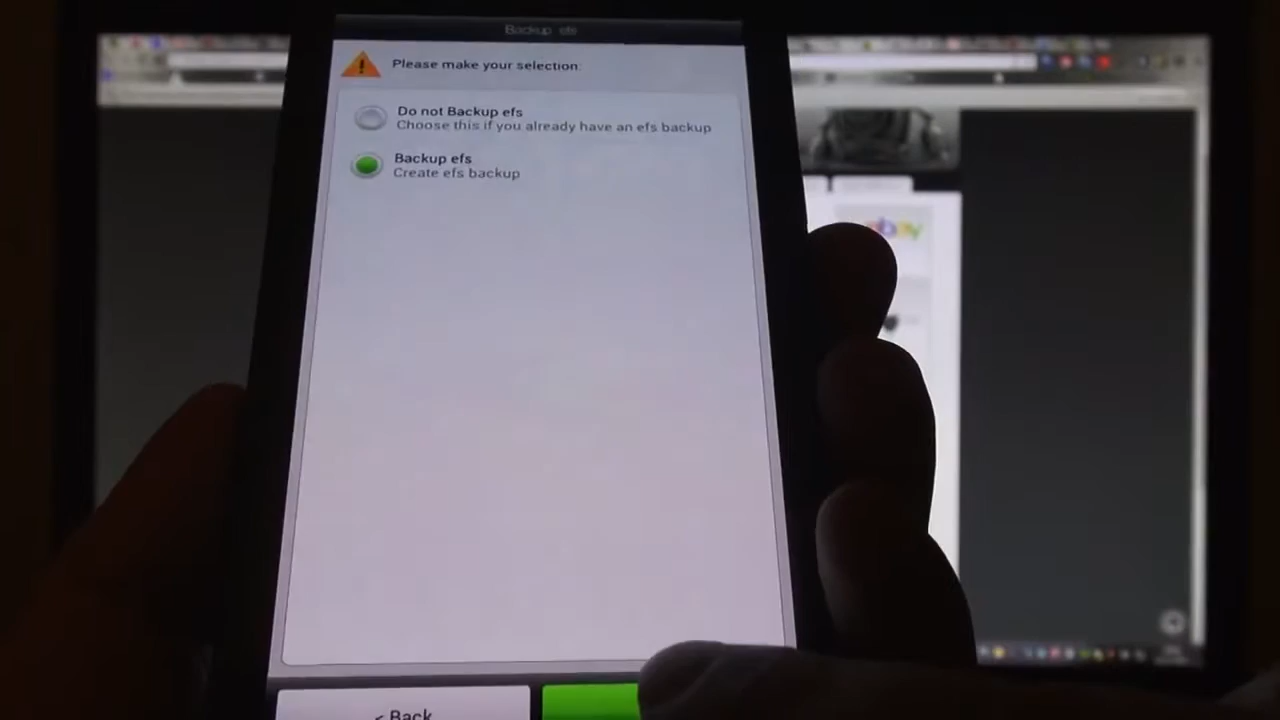 Backup efs
Please make your selection:
Do not Backup efs
Choose this if you already have an efs backup
Backup efs
Create efs backup
ebay
< Back